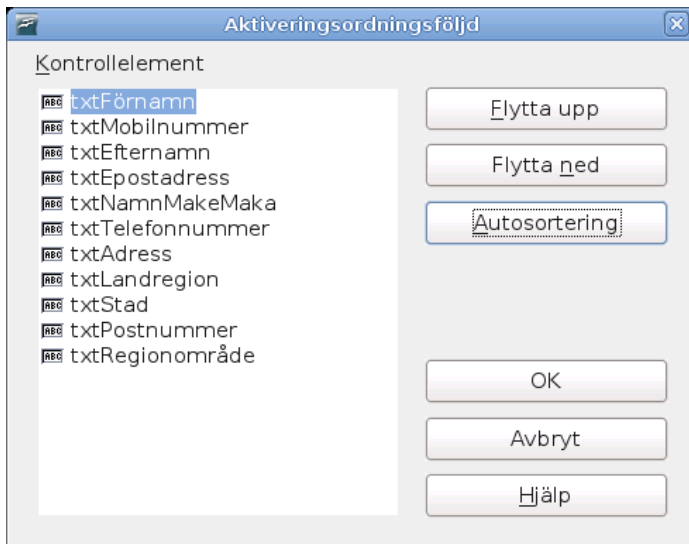 Aktiveringsordningsföljd
Kontrollelement
txtFörnamn
txtMobilnummer
txtEfternamn
txtEpostadress
txtNamnMakeMaka
txtTelefonnummer
txtAdress
txtLandregion
txtStad
txtPostnummer
txtRegionområde
Flytta upp
Flytta ned
Autosortering
OK
Avbryt
Hjälp